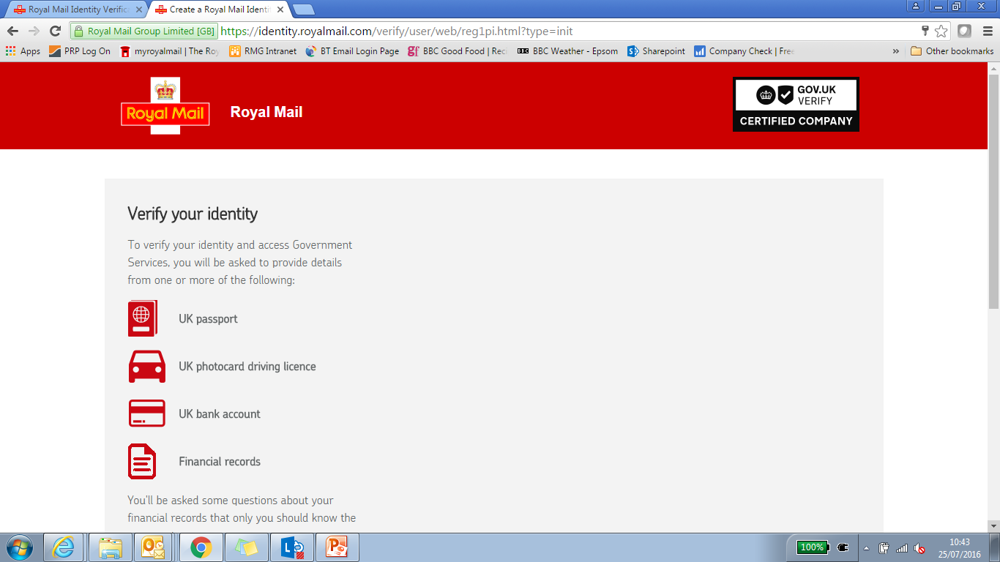 Royal Mail Identity Verific
Create a Royal Mail Identi
Royal Mail Group Limited [GB]
https://identity.royalmail.com/verify/user/web/reg1pi.html?type=init
Apps
PRP Log On
myroyalmail | The Roy
RMG Intranet
BT Email Login Page
gf
BBC Good Food | Reci
BBC
BBC Weather - Epsom
Sharepoint
Company Check | Free
»
Other bookmarks
Royal Mail
Royal Mail
GOV.UK
VERIFY
CERTIFIED COMPANY
Verify your identity
To verify your identity and access Government
Services, you will be asked to provide details
from one or more of the following:
UK passport
UK photocard driving licence
UK bank account
Financial records
You'll be asked some questions about your
financial records that only you should know the
100%
10:43
25/07/2016